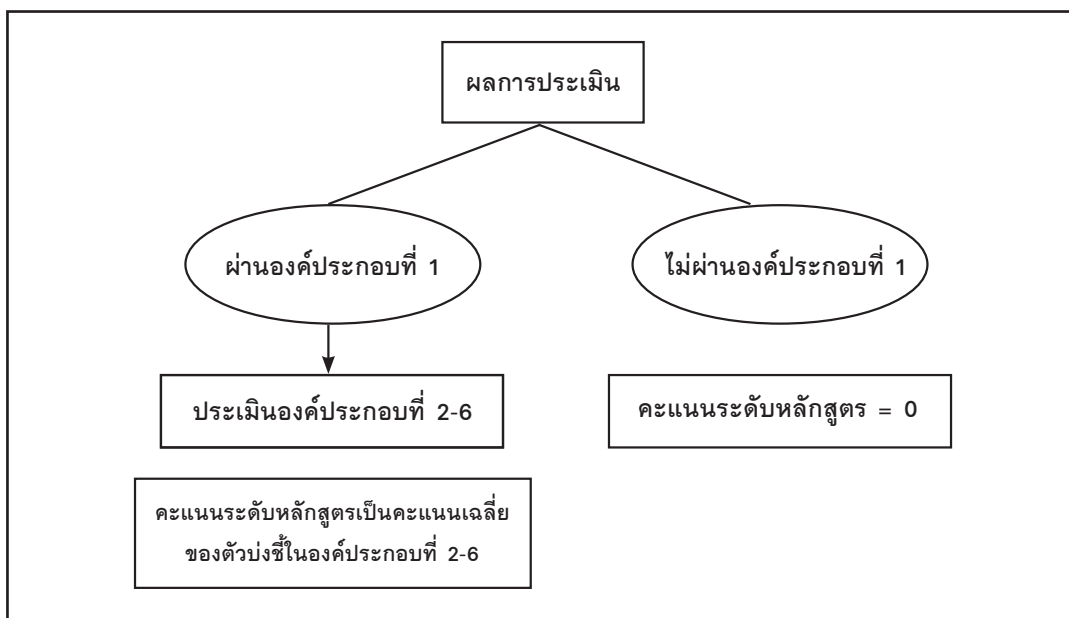 ผลการประเมิน
ผ่านองค์ประกอบที่ 1
ไม่ผ่านองค์ประกอบที่ 1
ประเมินองค์ประกอบที่ 2-6
คะแนนระดับหลักสูตร = 0
คะแนนระดับหลักสูตรเป็นคะแนนเฉลี่ย
ของตัวบ่งชี้ในองค์ประกอบที่ 2-6